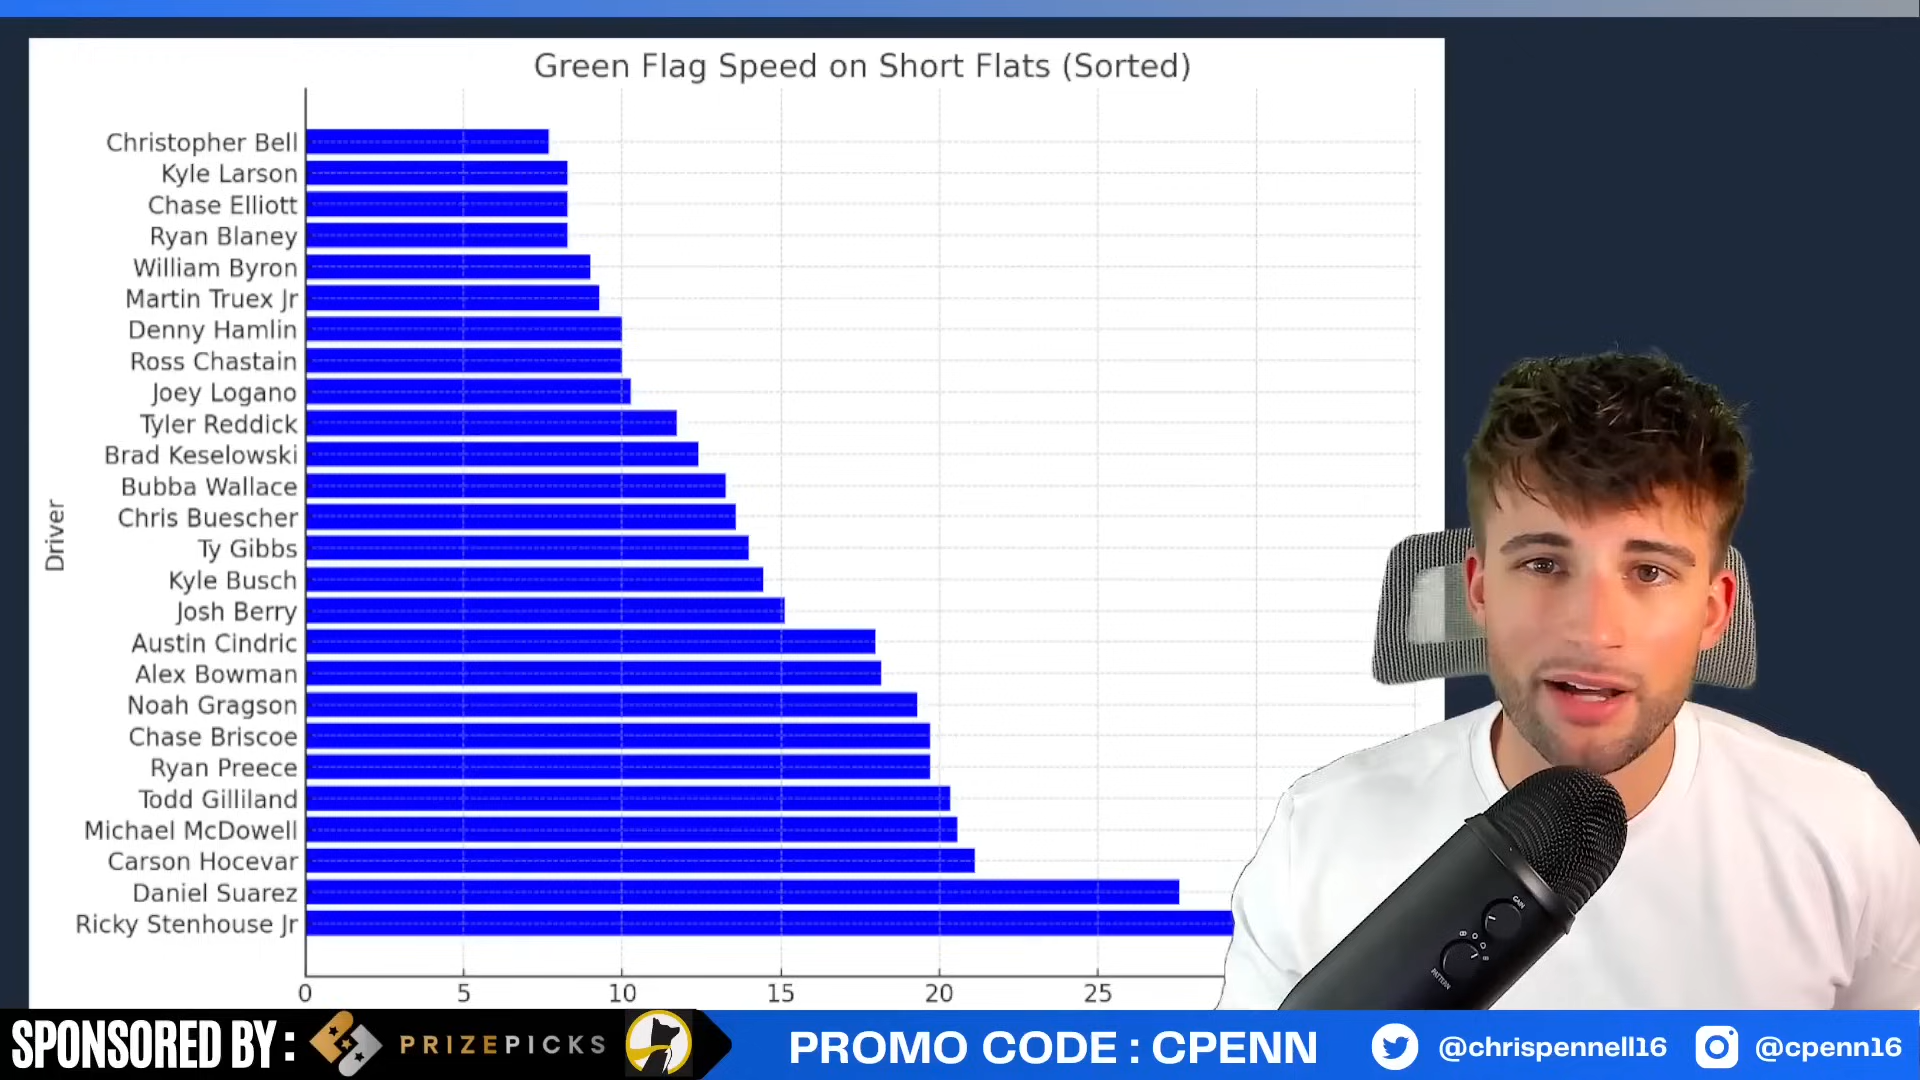 Green Flag Speed on Short Flats (Sorted)
Driver
Christopher Bell
Kyle Larson
Chase Elliott
Ryan Blaney
William Byron
Martin Truex Jr
Denny Hamlin
Ross Chastain
Joey Logano
Tyler Reddick
Brad Keselowski
Bubba Wallace
Chris Buescher
Ty Gibbs
Kyle Busch
Josh Berry
Austin Cindric
Alex Bowman
Noah Gragson
Chase Briscoe
Ryan Preece
Todd Gilliland
Michael McDowell
Carson Hocevar
Daniel Suarez
Ricky Stenhouse Jr
0 5 10 15 20 25
GAIN
PATTERN
SPONSORED BY : PRIZEPICKS PROMO CODE : CPENN @chrispennell16 @cpenn16